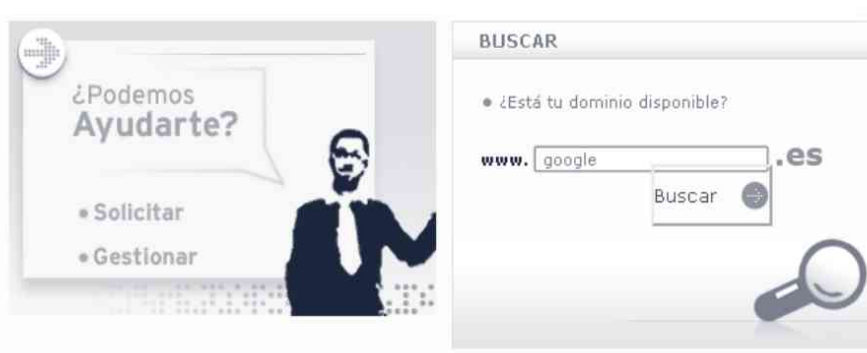 ¿Podemos
Ayudarte?
• Solicitar
• Gestionar
BUSCAR
• ¿Está tu dominio disponible?
www. google .es
Buscar